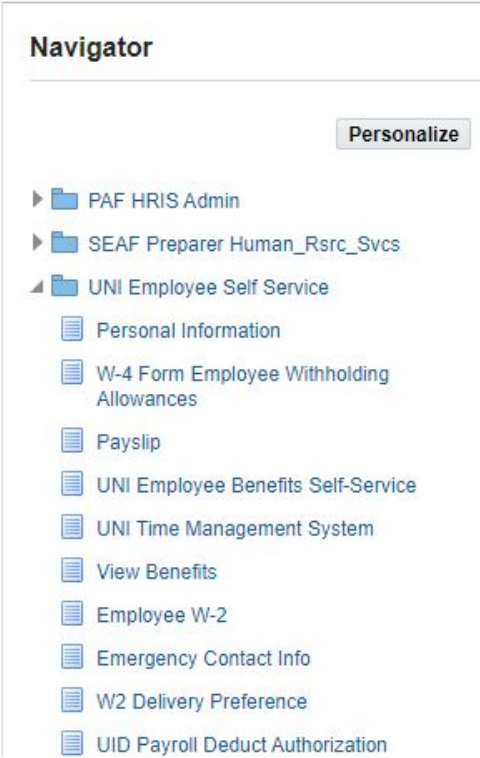 Navigator
Personalize
PAF HRIS Admin
SEAF Preparer Human_Rsrc_Svcs
UNI Employee Self Service
Personal Information
W-4 Form Employee Withholding
Allowances
Payslip
UNI Employee Benefits Self-Service
UNI Time Management System
View Benefits
Employee W-2
Emergency Contact Info
W2 Delivery Preference
UID Payroll Deduct Authorization